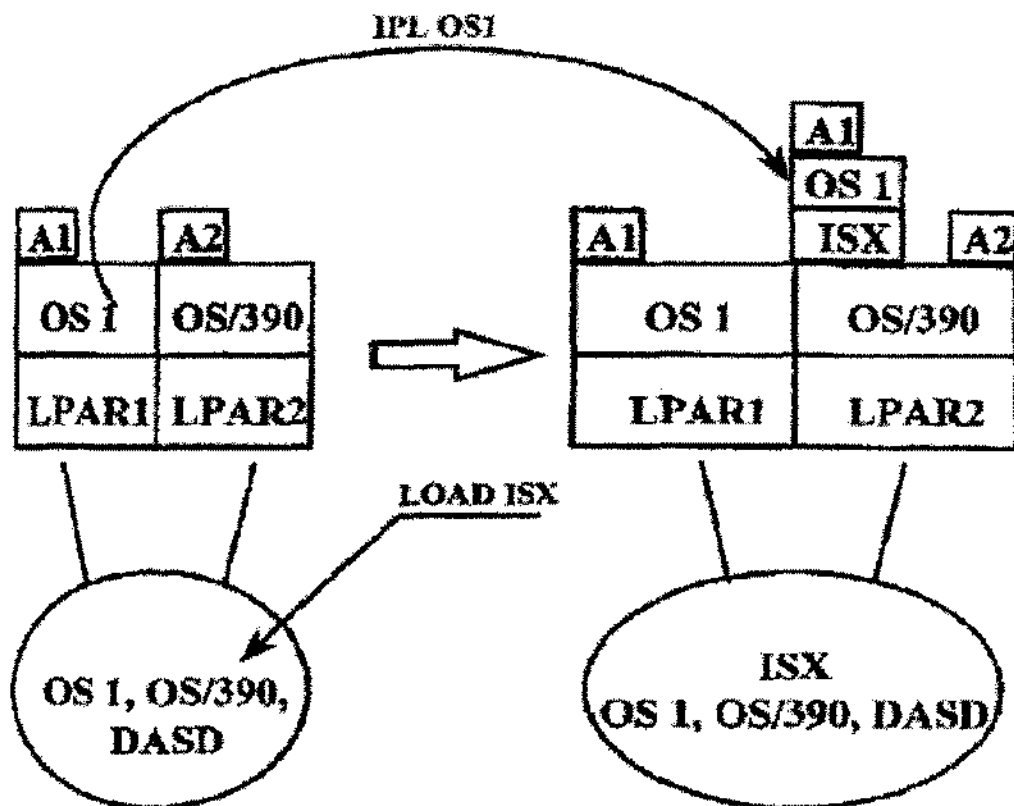 IPL OS1
A1
OS 1
ISX
A1
A2
A1
A2
OS 1
OS/390
OS 1
OS/390
LPAR1
LPAR2
LPAR1
LPAR2
LOAD ISX
OS 1, OS/390,
DASD
ISX
OS 1, OS/390, DASD